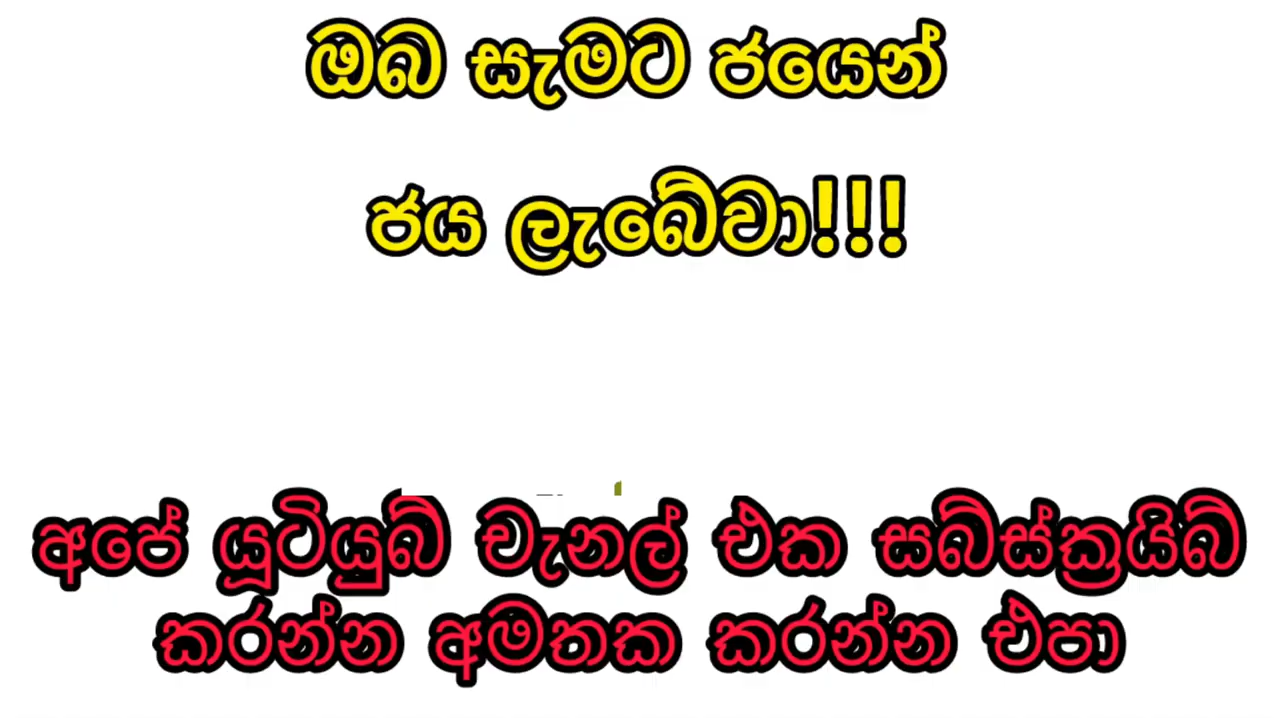 ඔබ සැමට ජයෙන්
ජය ලැබේවා!!!
අපේ යූටියුබ් චැනල් එක සබ්ස්ක්‍රයිබ්
කරන්න අමතක කරන්න එපා